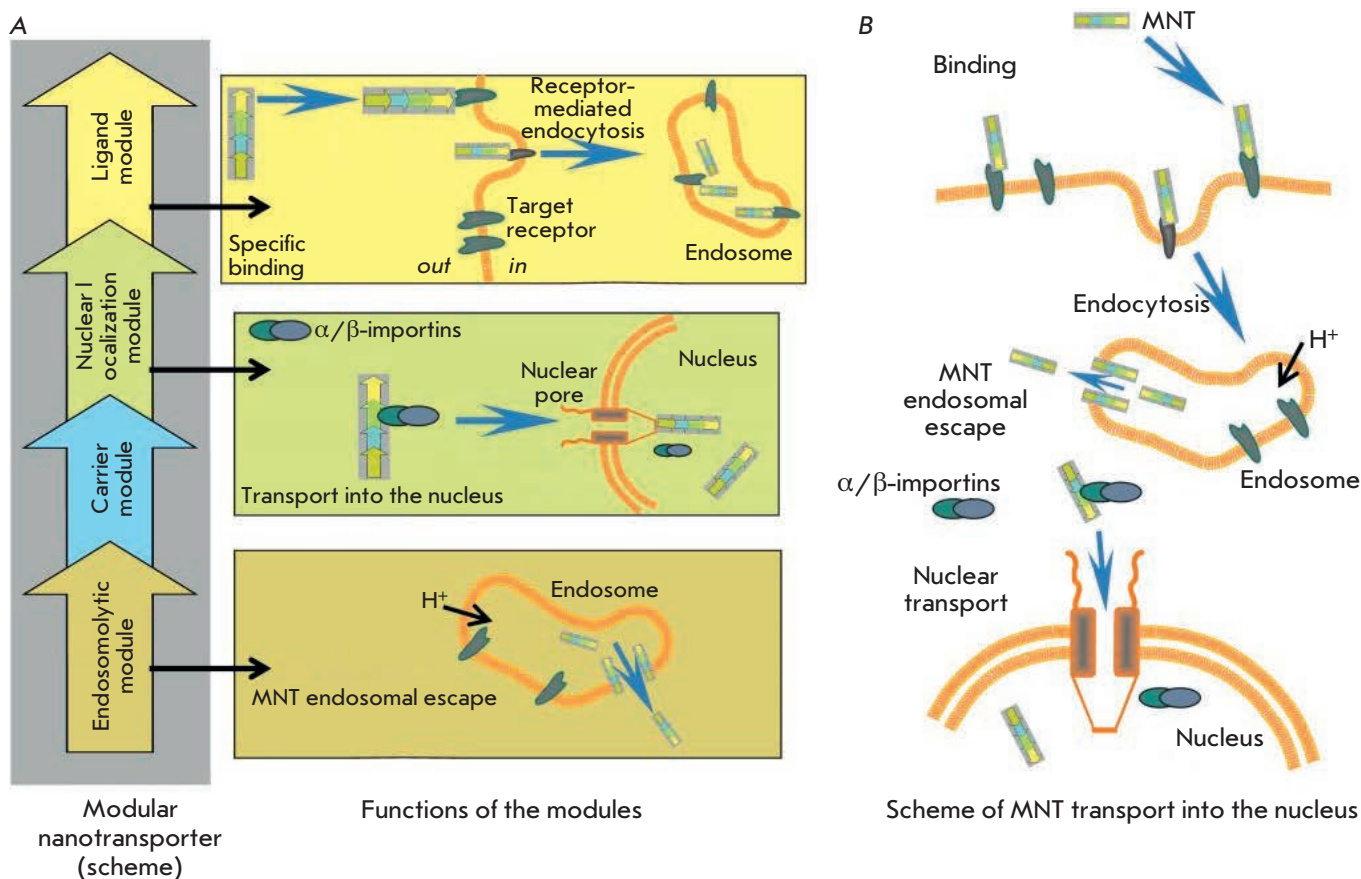 A
Ligand
module
Nuclear l
ocalization
module
Carrier
module
Endosomolytic
module
Modular
nanotransporter
(scheme)
Receptor-
mediated
endocytosis
Target
receptor
Specific
binding
out
in
Endosome
α/β-importins
Nuclear
pore
Nucleus
Transport into the nucleus
H+
Endosome
MNT endosomal escape
Functions of the modules
B
MNT
Binding
Endocytosis
H+
MNT
endosomal
escape
Endosome
α/β-importins
Nuclear
transport
Nucleus
Scheme of MNT transport into the nucleus